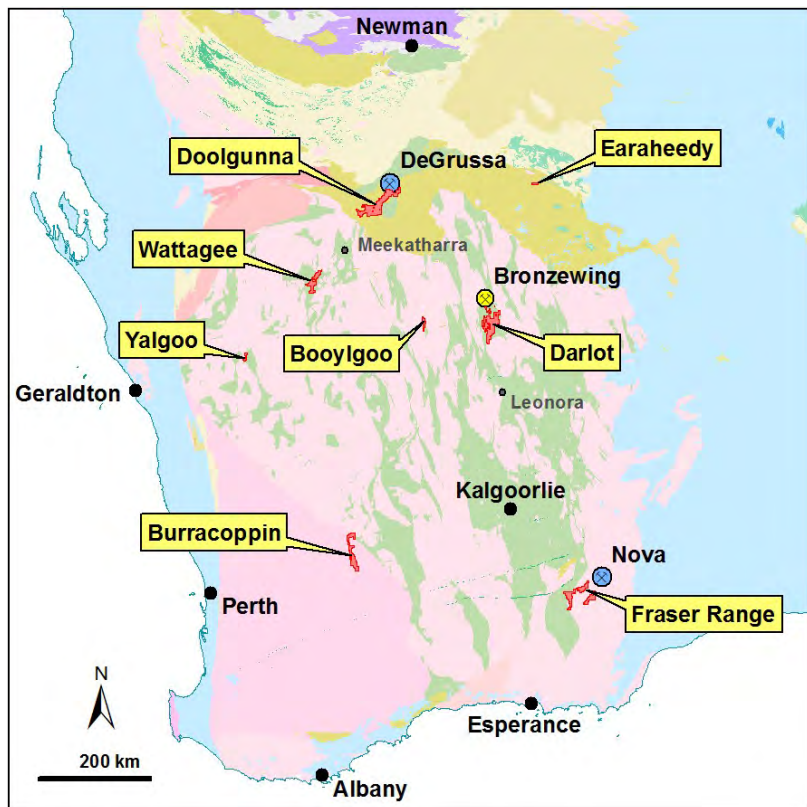 Newman
Doolgunna
DeGrussa
Earaheedy
Meekatharra
Wattagee
Bronzewing
Yalgoo
Booylgoo
Darlot
Geraldton
Leonora
Kalgoorlie
Burracoppin
Nova
Perth
Fraser Range
N
Esperance
200 km
Albany